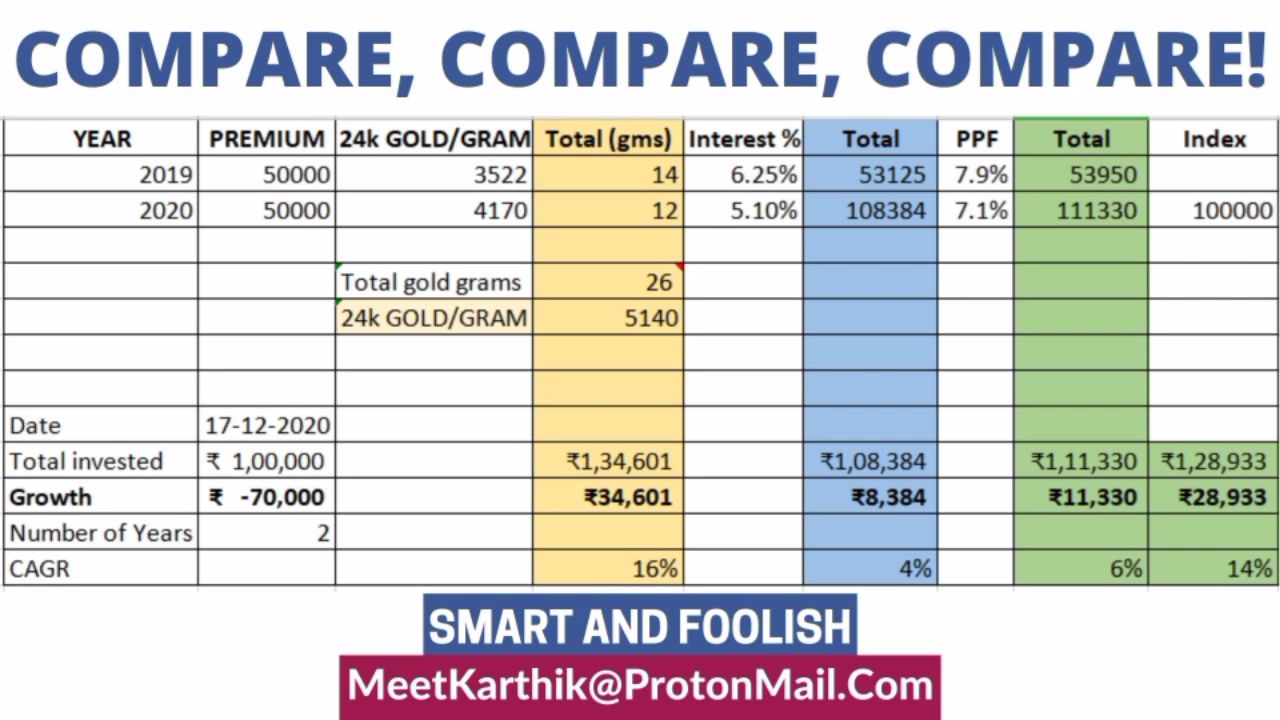 COMPARE, COMPARE, COMPARE!
YEAR PREMIUM 24k GOLD/GRAM Total (gms) Interest % Total PPF Total Index
2019 50000 3522 14 6.25% 53125 7.9% 53950
2020 50000 4170 12 5.10% 108384 7.1% 111330 100000
Total gold grams 26
24k GOLD/GRAM 5140
Date 17-12-2020
Total invested ₹ 1,00,000 ₹1,34,601 ₹1,08,384 ₹1,11,330 ₹1,28,933
Growth ₹ -70,000 ₹34,601 ₹8,384 ₹11,330 ₹28,933
Number of Years 2
CAGR 16% 4% 6% 14%
SMART AND FOOLISH
MeetKarthik@ProtonMail.Com